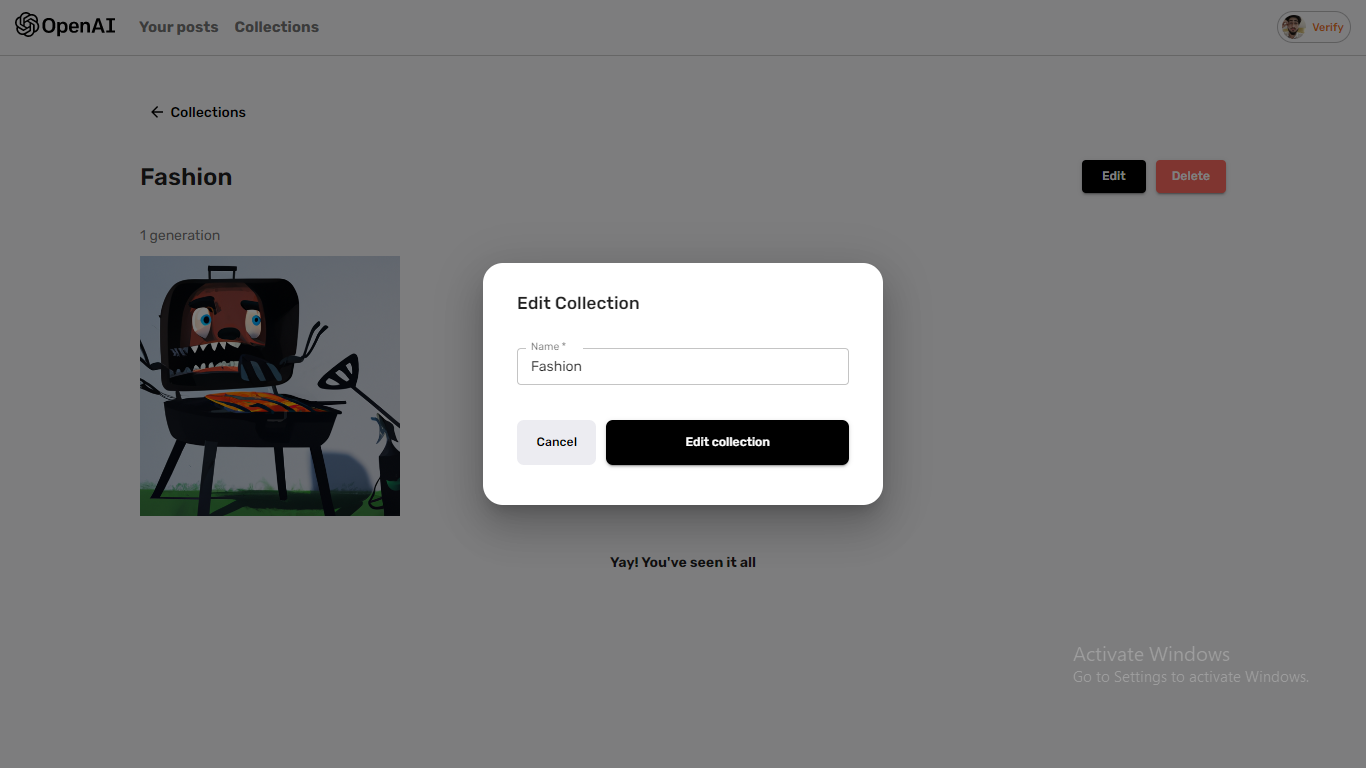 OpenAI Your posts Collections Verify
Collections
Fashion Edit Delete
1 generation
Edit Collection
Name *
Fashion
Cancel Edit collection
Yay! You've seen it all
Activate Windows
Go to Settings to activate Windows.